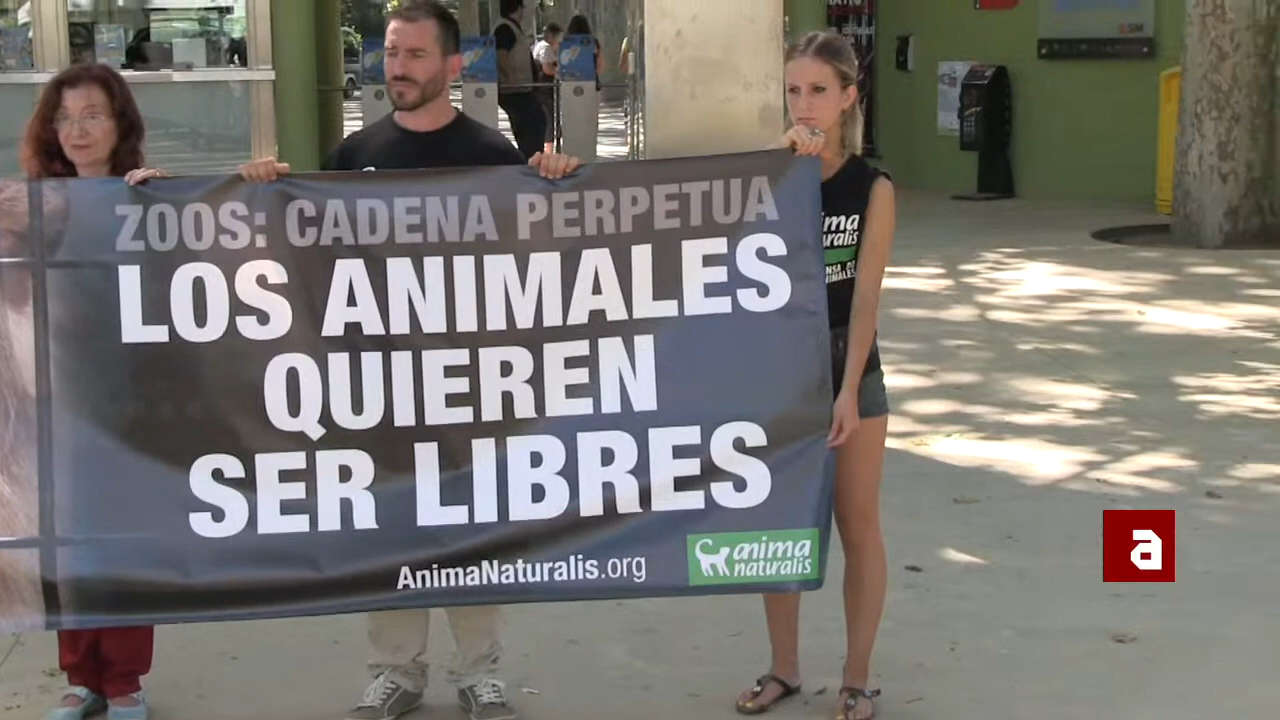 ZOOS: CADENA PERPETUA
LOS ANIMALES
QUIEREN
SER LIBRES
AnimaNaturalis.org
anima
naturalis
a